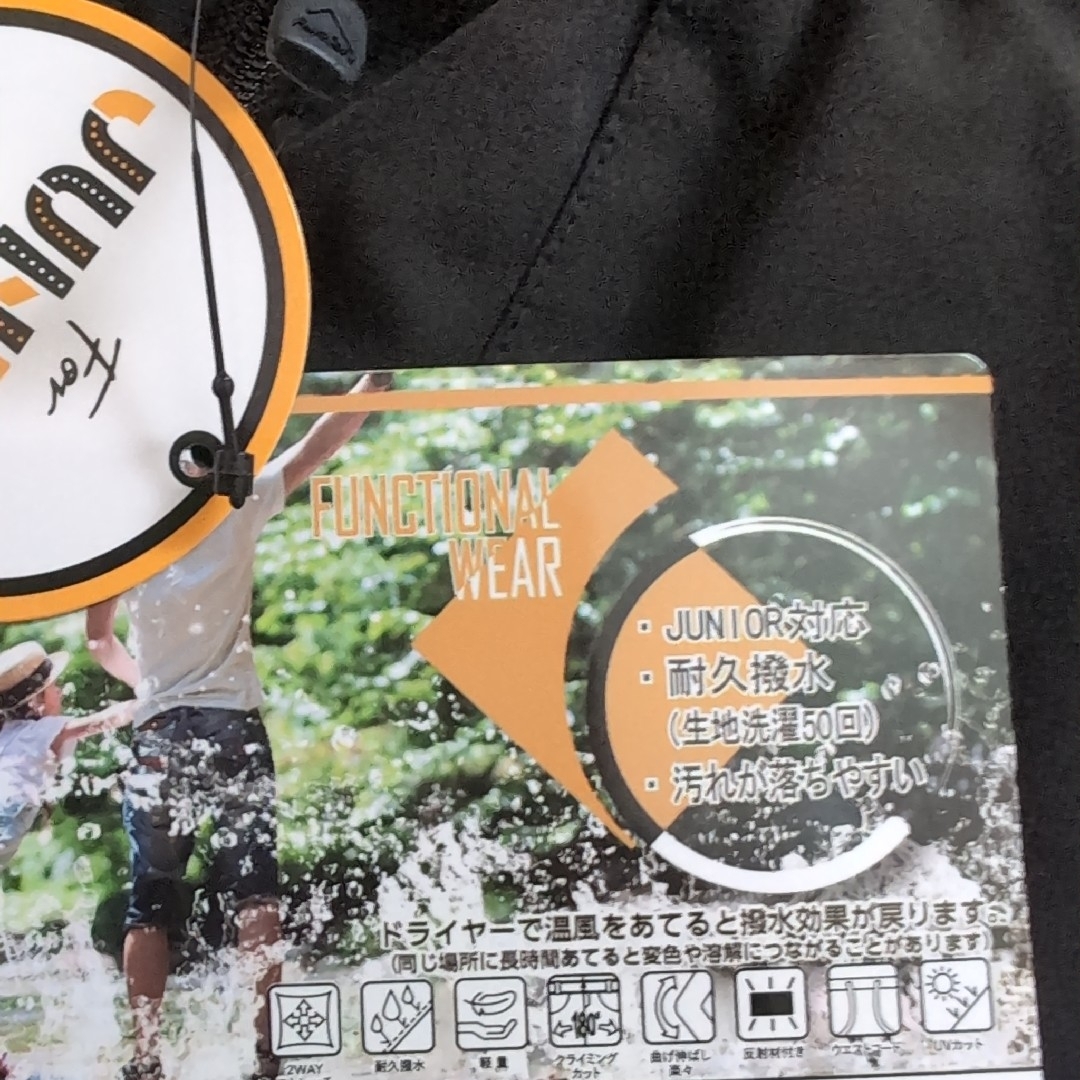 For
FUNCTIONAL
WEAR
・JUNIOR対応
・耐久撥水
(生地洗濯50回)
・汚れが落ちやすい
ドライヤーで温風をあてると撥水効果が戻ります。
(同じ場所に長時間あてると変色や溶解につながることがあります)
180°
2WAY
耐久撥水
軽量
クライミング
カット
曲げ伸ばし
楽々
反射材付き
ウエストコード
UVカット